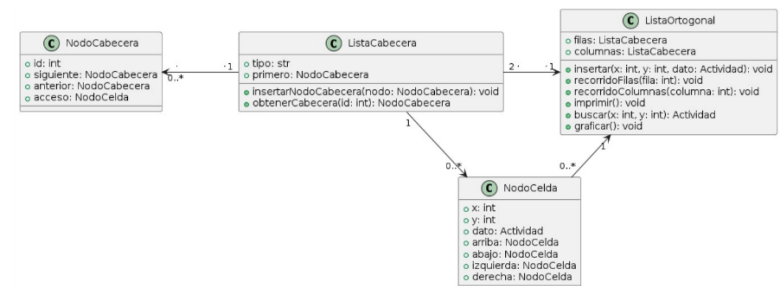 C NodoCabecera
id: int
siguiente: NodoCabecera
anterior: NodoCabecera
acceso: NodoCelda
0..*
1
C ListaCabecera
tipo: str
primero: NodoCabecera
insertarNodoCabecera(nodo: NodoCabecera): void
obtenerCabecera(id: int): NodoCabecera
2
1
C ListaOrtogonal
filas: ListaCabecera
columnas: ListaCabecera
insertar(x: int, y: int, dato: Actividad): void
recorridoFilas(fila: int): void
recorridoColumnas(columna: int): void
imprimir(): void
buscar(x: int, y: int): Actividad
graficar(): void
1
0..*
0..*
1
C NodoCelda
x: int
y: int
dato: Actividad
arriba: NodoCelda
abajo: NodoCelda
izquierda: NodoCelda
derecha: NodoCelda